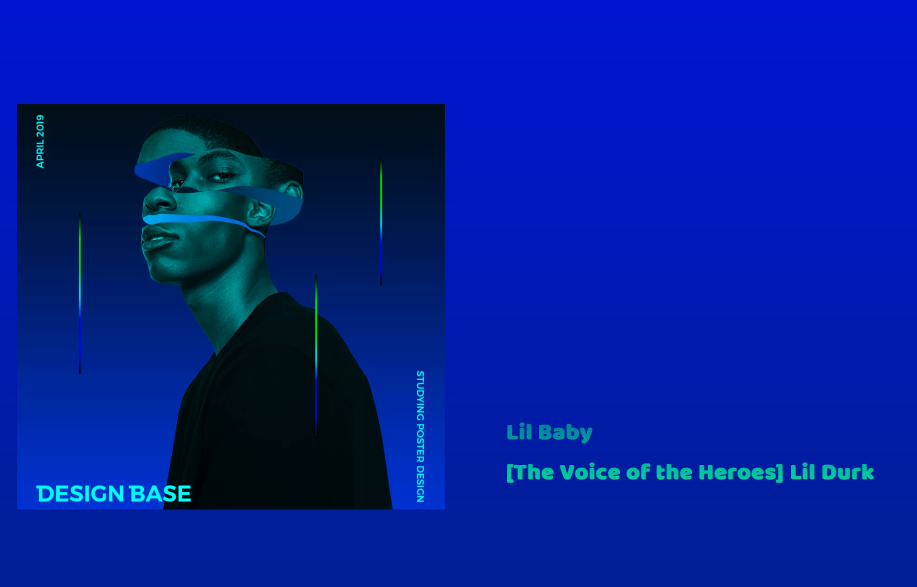 APRIL 2019
STUDYING POSTER DESIGN
DESIGN BASE
Lil Baby
[The Voice of the Heroes] Lil Durk